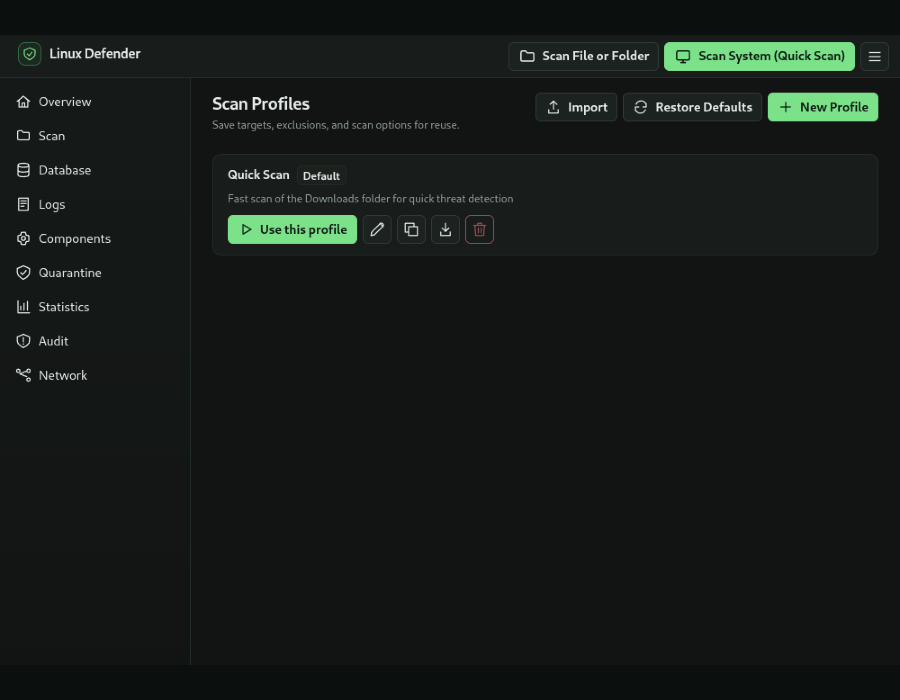 Linux Defender
Scan File or Folder
Scan System (Quick Scan)
Overview
Scan
Database
Logs
Components
Quarantine
Statistics
Audit
Network
Scan Profiles
Save targets, exclusions, and scan options for reuse.
Import
Restore Defaults
New Profile
Quick Scan Default
Fast scan of the Downloads folder for quick threat detection
Use this profile